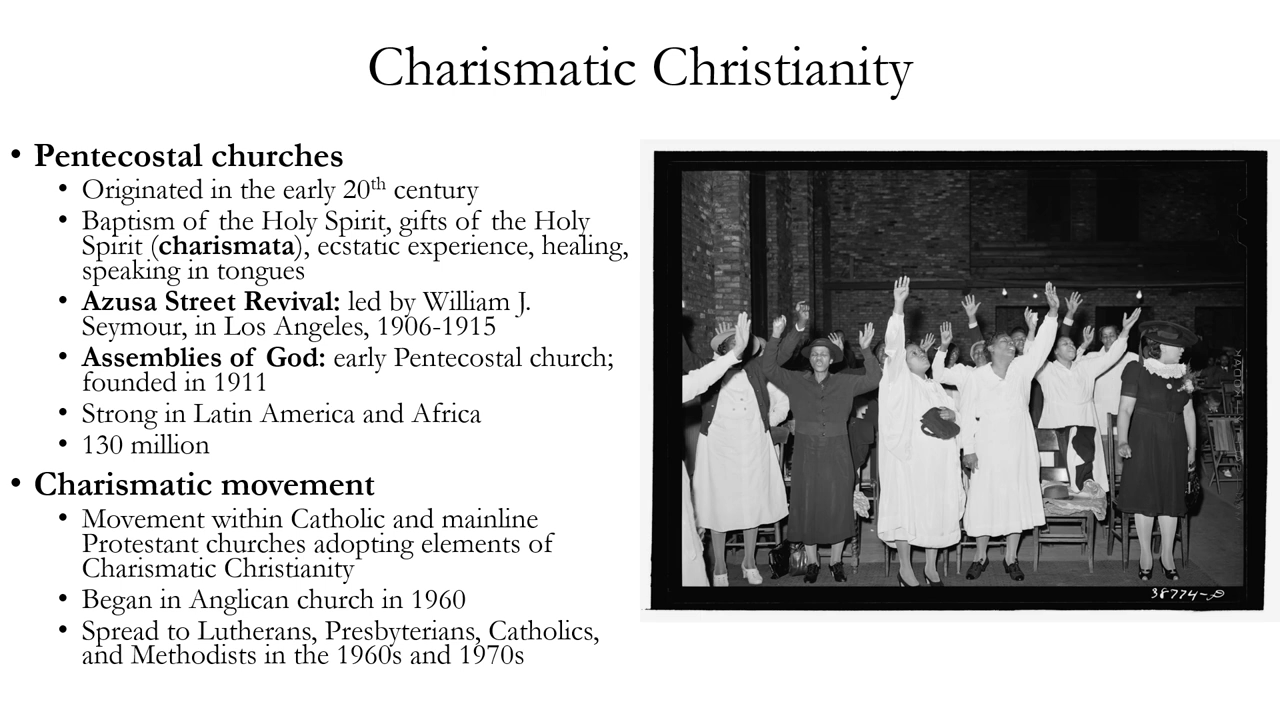 Charismatic Christianity
• Pentecostal churches
• Originated in the early 20th century
• Baptism of the Holy Spirit, gifts of the Holy
Spirit (charismata), ecstatic experience, healing,
speaking in tongues
• Azusa Street Revival: led by William J.
Seymour, in Los Angeles, 1906-1915
• Assemblies of God: early Pentecostal church;
founded in 1911
• Strong in Latin America and Africa
• 130 million
• Charismatic movement
• Movement within Catholic and mainline
Protestant churches adopting elements of
Charismatic Christianity
• Began in Anglican church in 1960
• Spread to Lutherans, Presbyterians, Catholics,
and Methodists in the 1960s and 1970s
38774-D